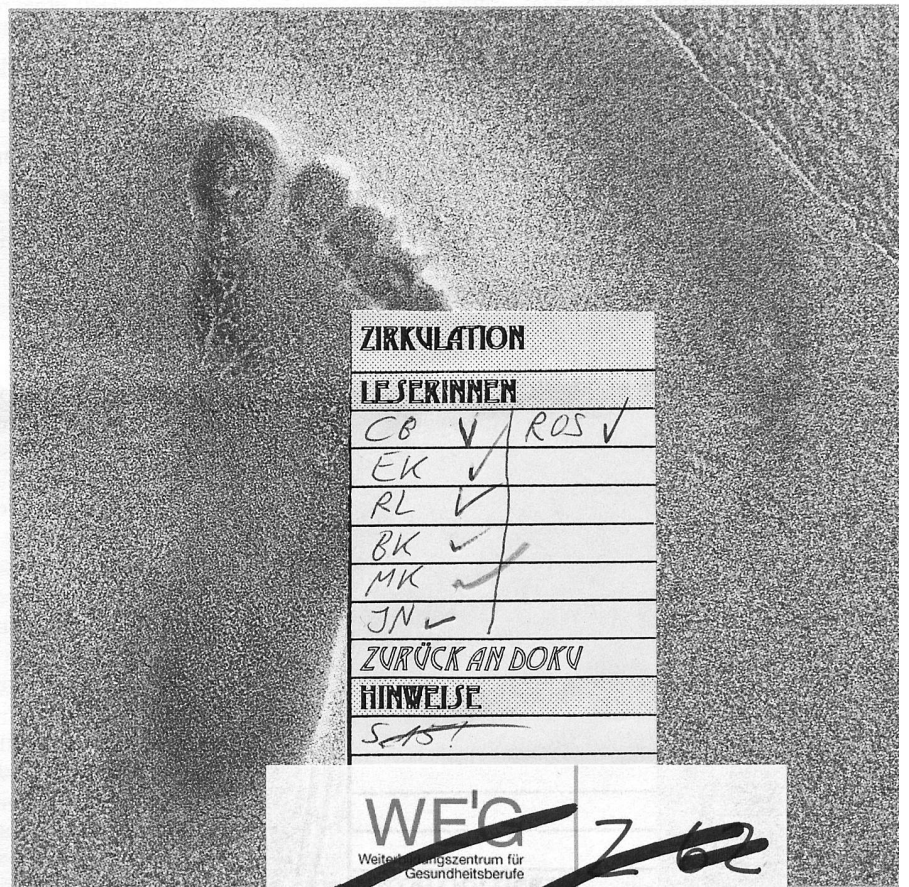 ZIRKULATION
LESERINNEN
CB ✓ ROS ✓
EK ✓
RL ✓
BK ✓
MK ✓
JN ✓
ZURÜCK AN DOKU
HINWEISE
S.15!
WE'G
Weiterbildungszentrum für
Gesundheitsberufe
Z 62